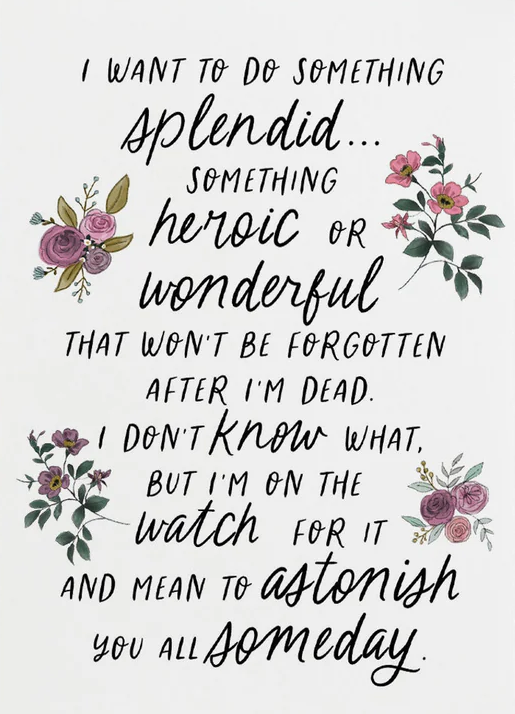 I WANT TO DO SOMETHING
splendid...
SOMETHING
heroic OR
wonderful
THAT WON'T BE FORGOTTEN
AFTER I'M DEAD.
I DON'T know WHAT,
BUT I'M ON THE
watch FOR IT
AND MEAN TO astonish
YOU ALL someday.